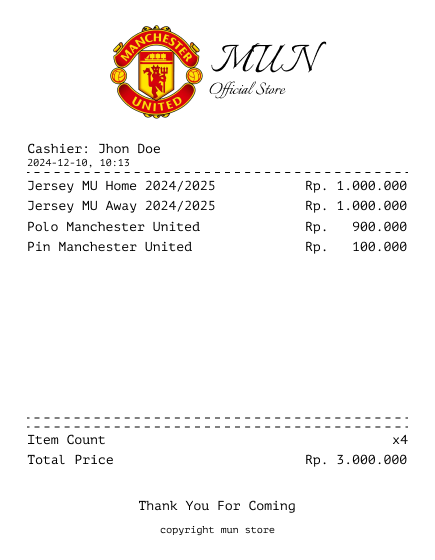 MANCHESTER
UNITED
MUN
Official Store
Cashier: Jhon Doe
2024-12-10, 10:13
Jersey MU Home 2024/2025 Rp. 1.000.000
Jersey MU Away 2024/2025 Rp. 1.000.000
Polo Manchester United Rp. 900.000
Pin Manchester United Rp. 100.000
Item Count x4
Total Price Rp. 3.000.000
Thank You For Coming
copyright mun store